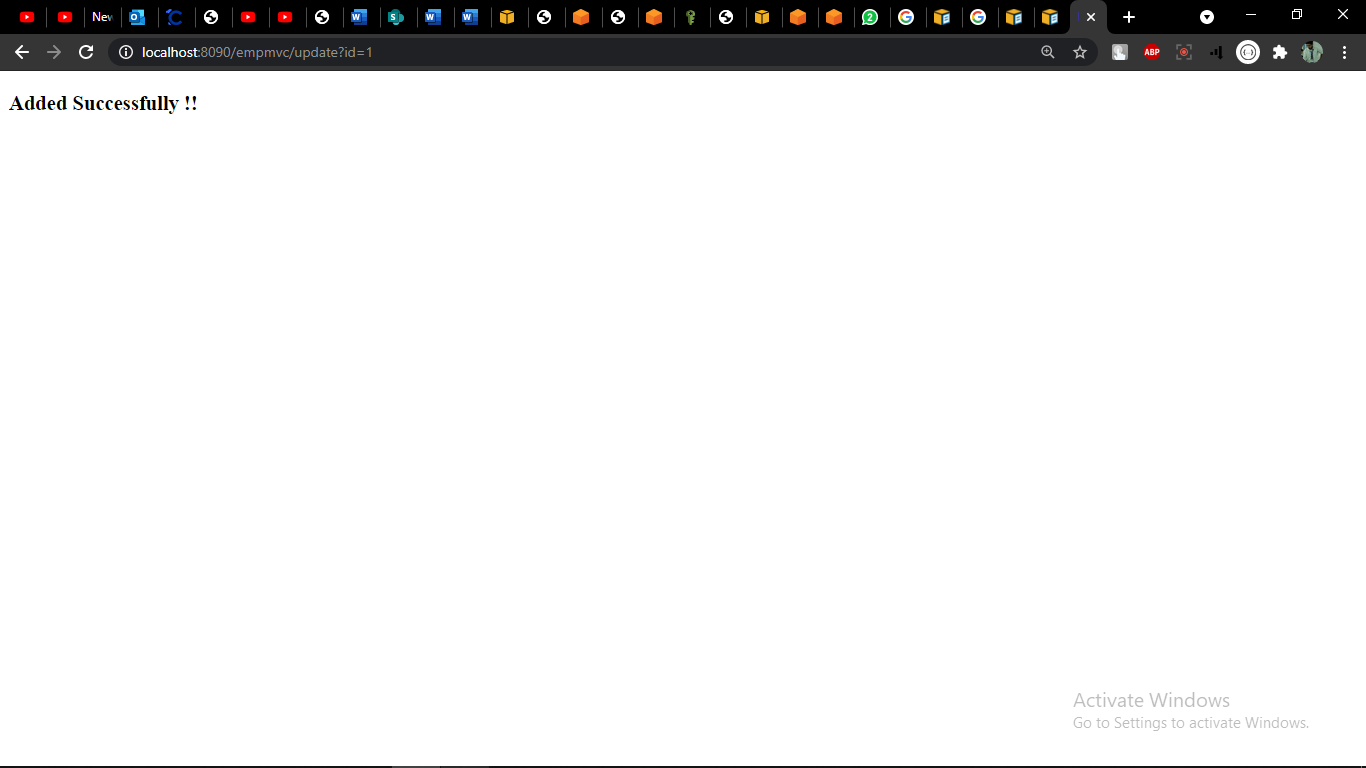 New
localhost:8090/empmvc/update?id=1
ABP
Added Successfully !!
Activate Windows
Go to Settings to activate Windows.